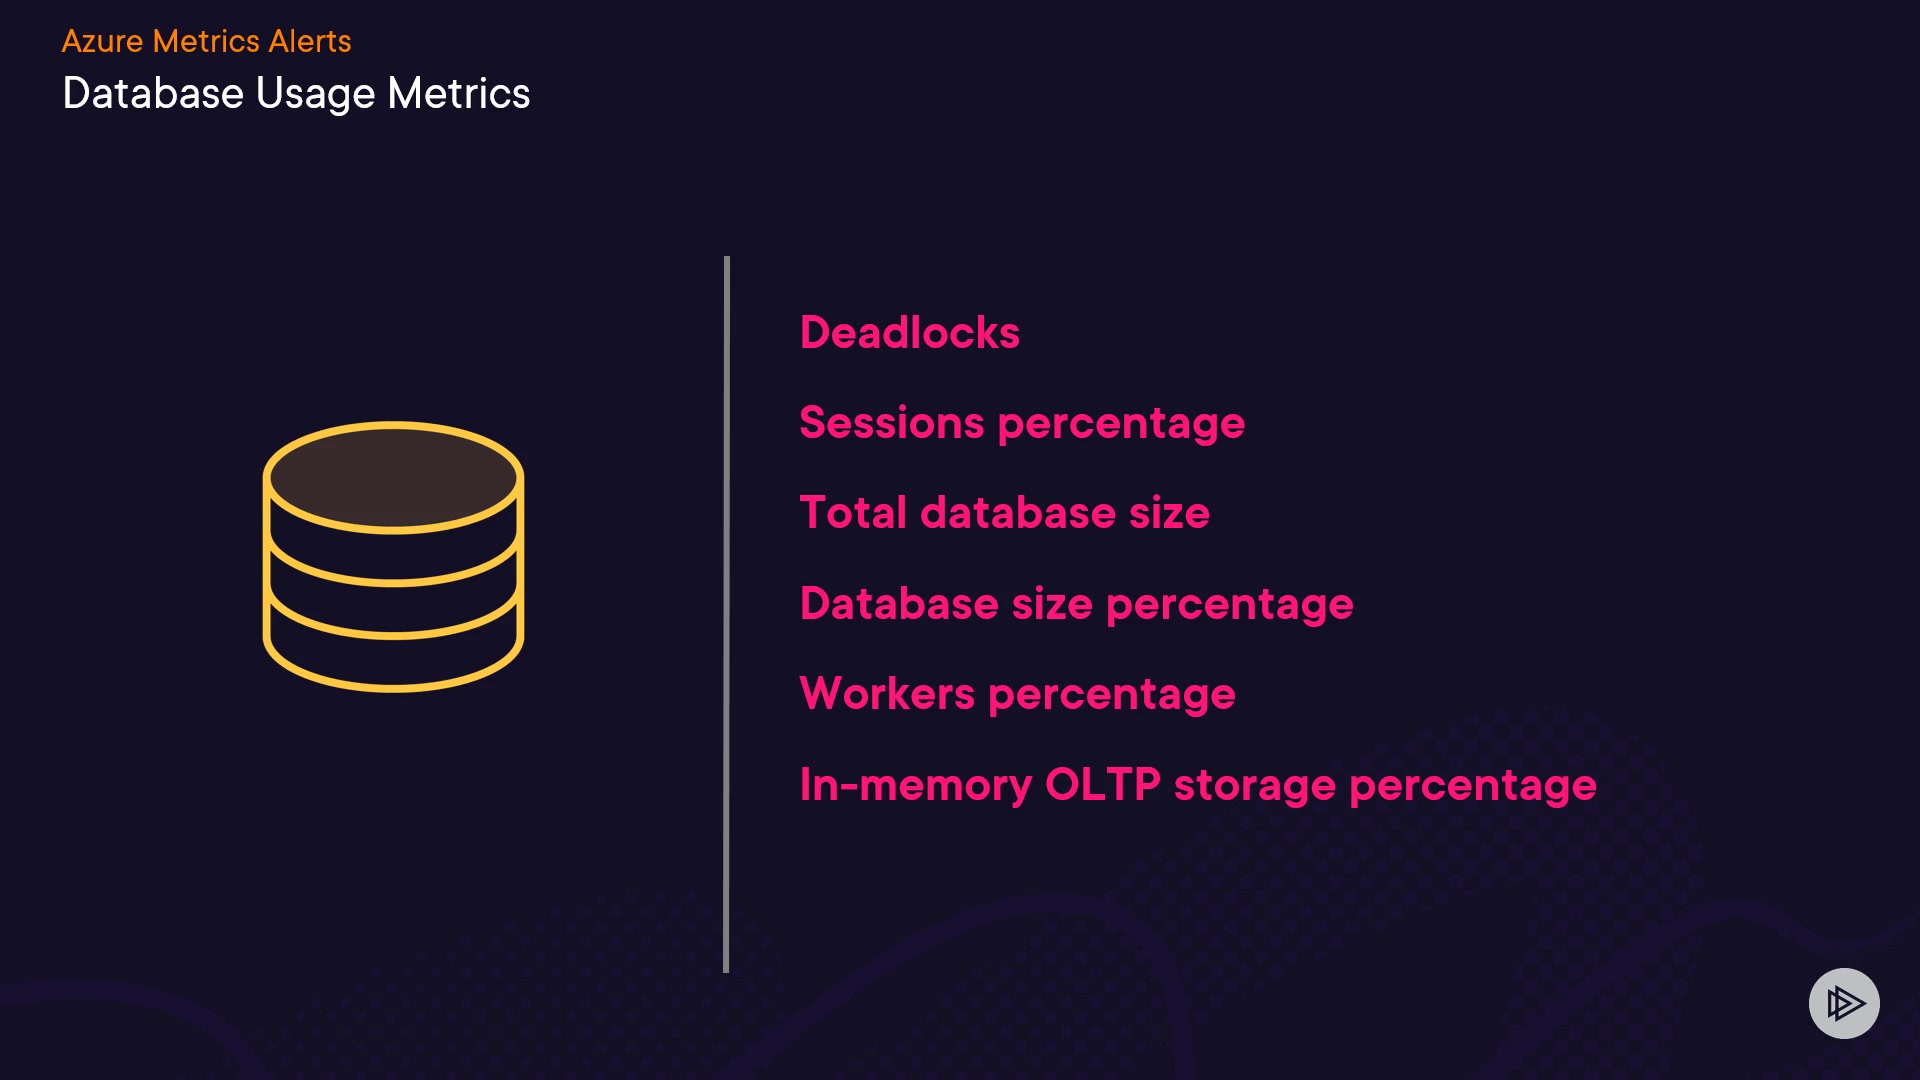 Azure Metrics Alerts
Database Usage Metrics
Deadlocks
Sessions percentage
Total database size
Database size percentage
Workers percentage
In-memory OLTP storage percentage